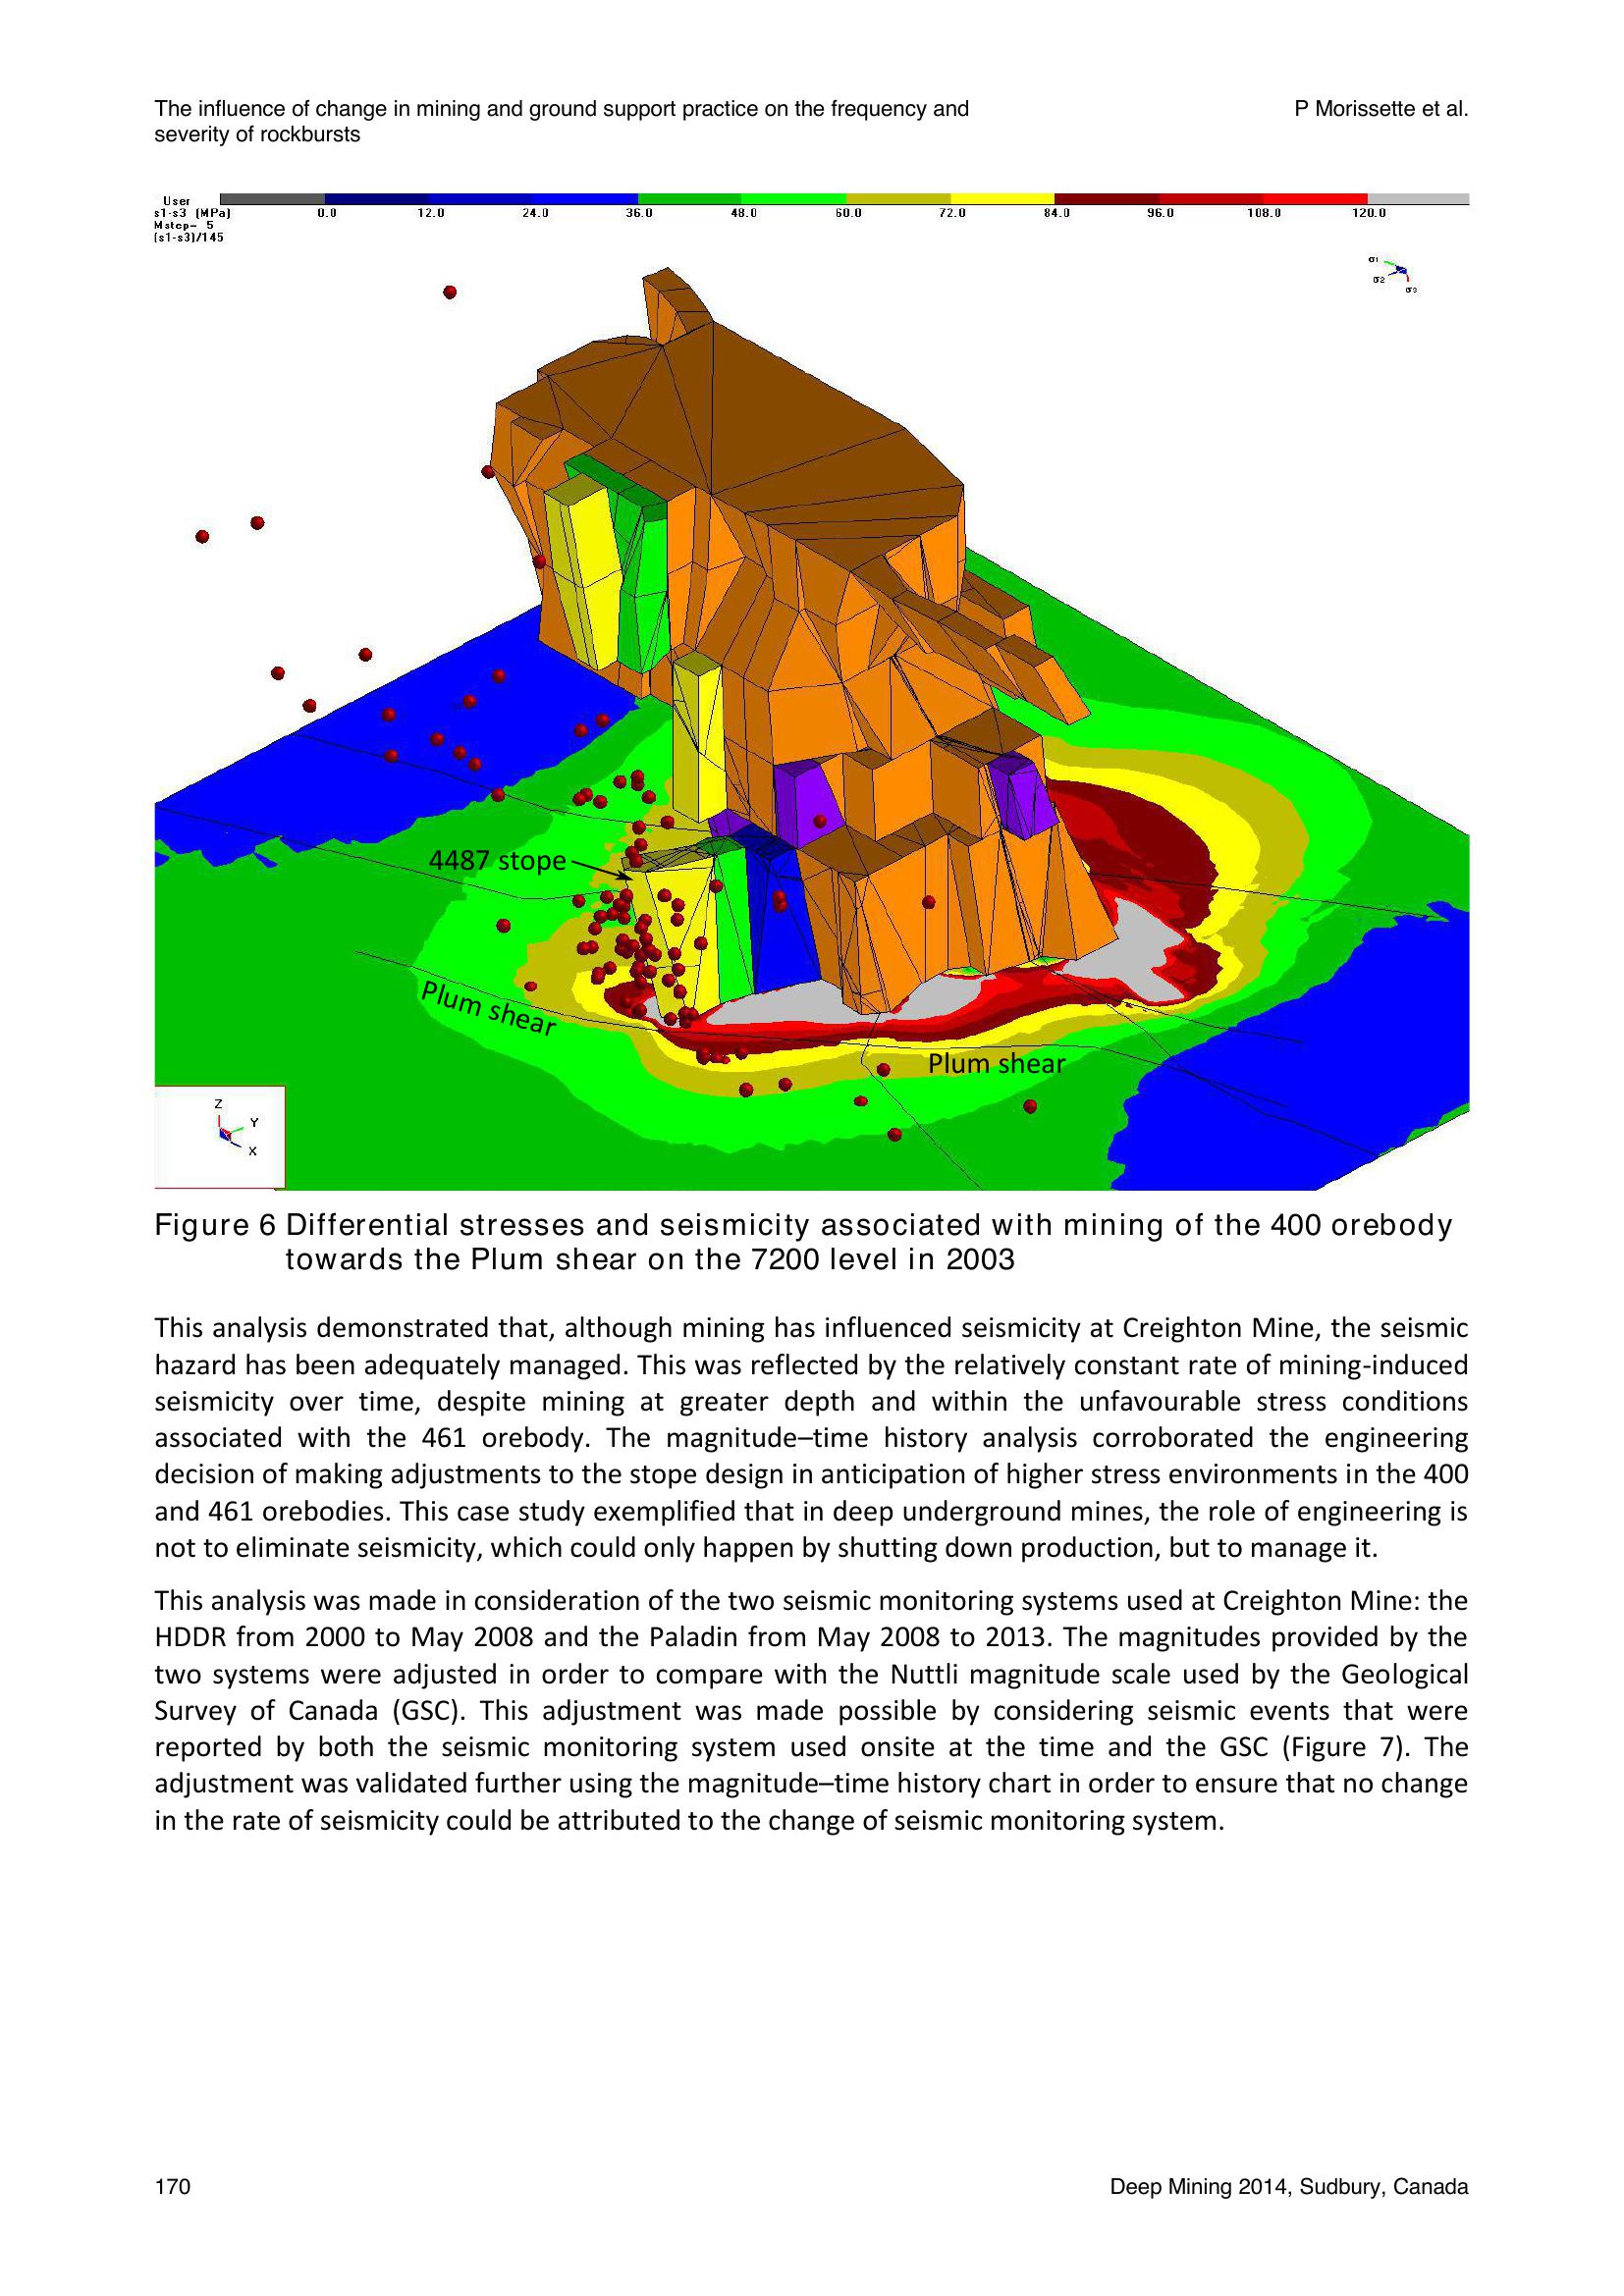 The influence of change in mining and ground support practice on the frequency and
severity of rockbursts
P Morissette et al.
User
s1-s3 (MPa)
Mstep= 5
(s1-s3)/145
0.0 12.0 24.0 36.0 48.0 60.0 72.0 84.0 96.0 108.0 120.0
σ1
σ2
σ3
4487 stope
Plum shear
Plum shear
Z
Y
X
Figure 6 Differential stresses and seismicity associated with mining of the 400 orebody
towards the Plum shear on the 7200 level in 2003
This analysis demonstrated that, although mining has influenced seismicity at Creighton Mine, the seismic
hazard has been adequately managed. This was reflected by the relatively constant rate of mining-induced
seismicity over time, despite mining at greater depth and within the unfavourable stress conditions
associated with the 461 orebody. The magnitude–time history analysis corroborated the engineering
decision of making adjustments to the stope design in anticipation of higher stress environments in the 400
and 461 orebodies. This case study exemplified that in deep underground mines, the role of engineering is
not to eliminate seismicity, which could only happen by shutting down production, but to manage it.
This analysis was made in consideration of the two seismic monitoring systems used at Creighton Mine: the
HDDR from 2000 to May 2008 and the Paladin from May 2008 to 2013. The magnitudes provided by the
two systems were adjusted in order to compare with the Nuttli magnitude scale used by the Geological
Survey of Canada (GSC). This adjustment was made possible by considering seismic events that were
reported by both the seismic monitoring system used onsite at the time and the GSC (Figure 7). The
adjustment was validated further using the magnitude–time history chart in order to ensure that no change
in the rate of seismicity could be attributed to the change of seismic monitoring system.
170
Deep Mining 2014, Sudbury, Canada